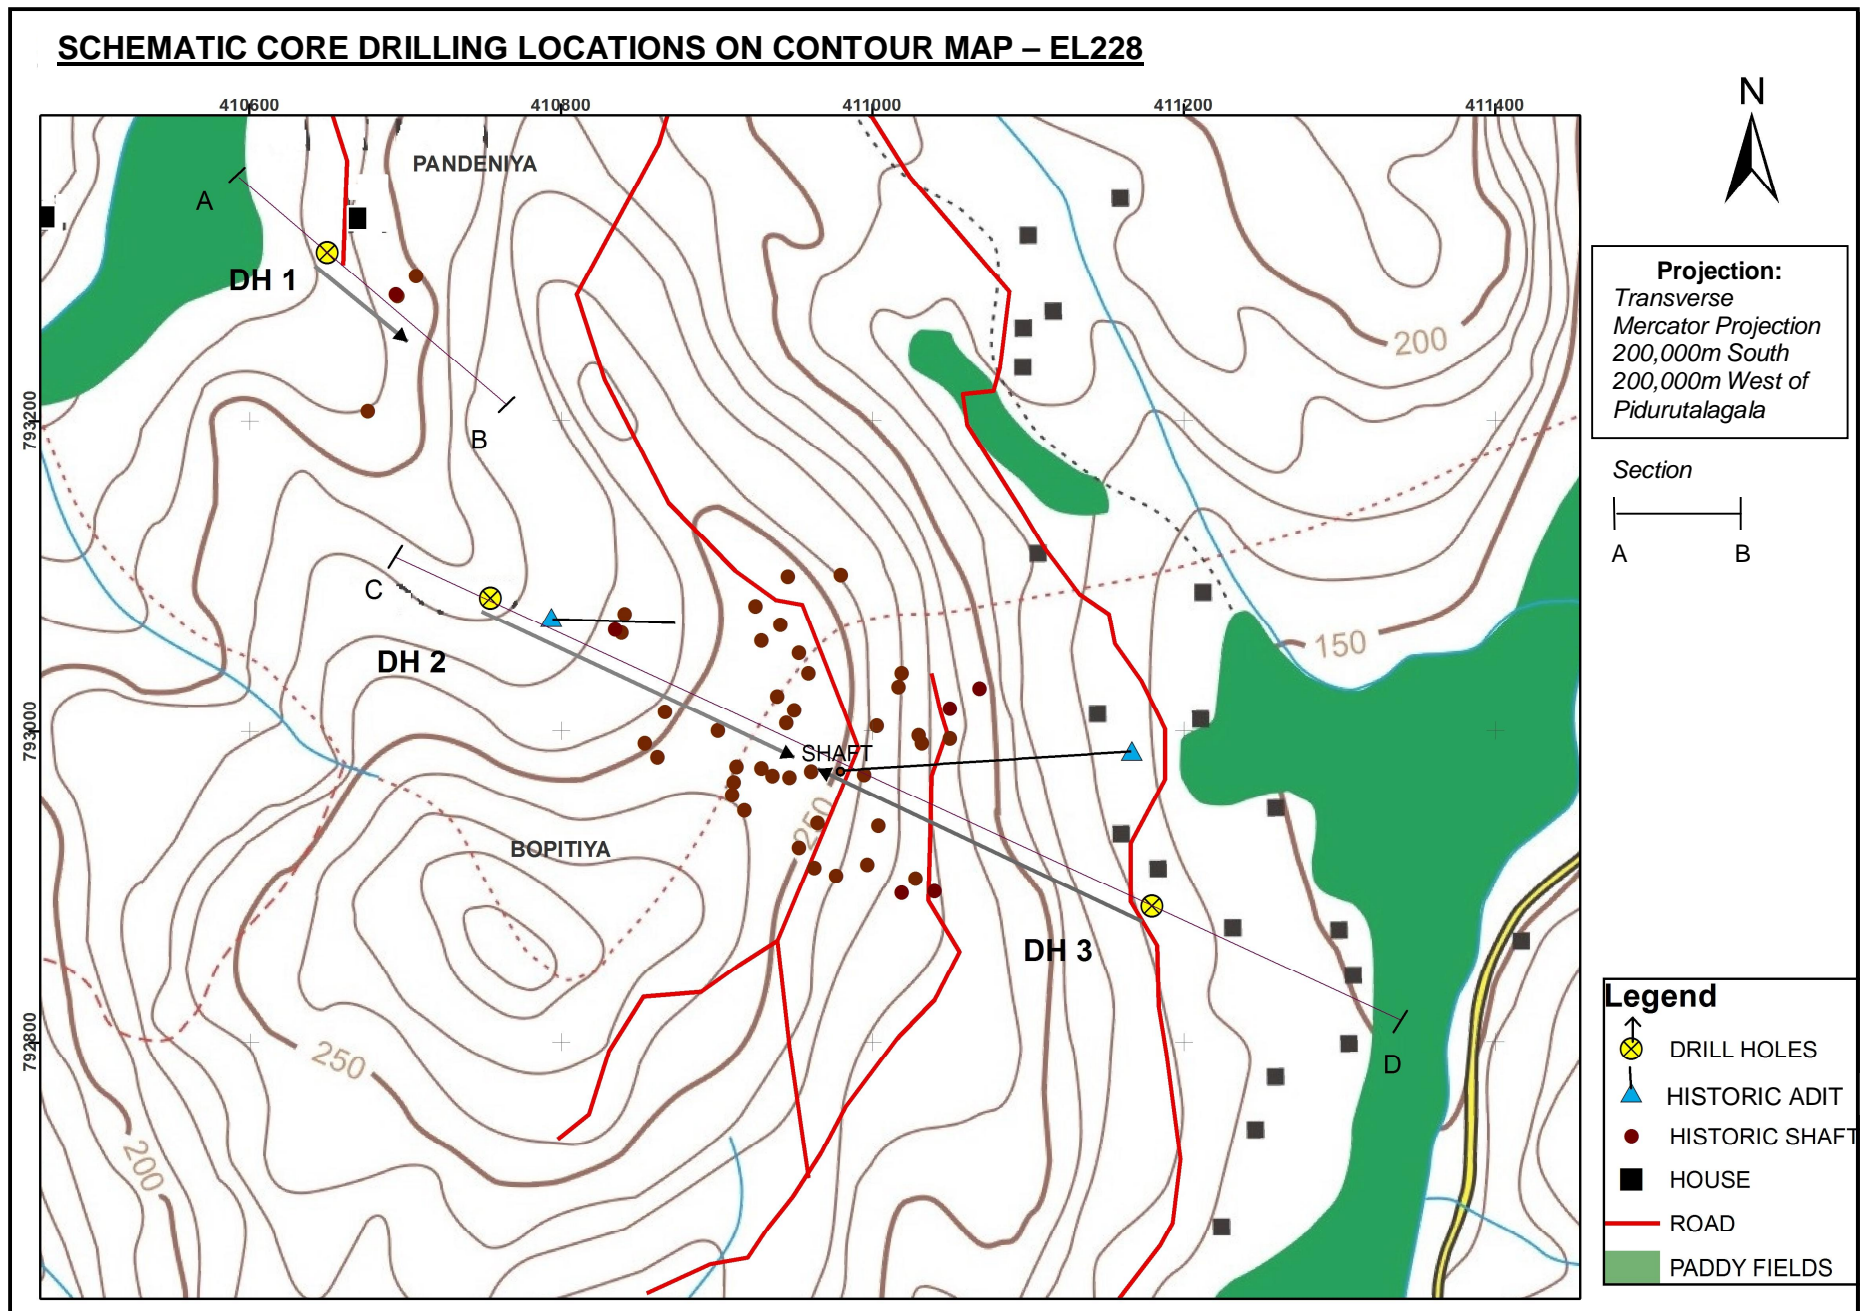 SCHEMATIC CORE DRILLING LOCATIONS ON CONTOUR MAP – EL228
410600 410800 411000 411200 411400
N
PANDENIYA
A
DH 1
200
Projection:
Transverse
Mercator Projection
200,000m South
200,000m West of
Pidurutalagala
793200
B
Section
A B
C
DH 2
150
793000
SHAFT
250
BOPITIYA
DH 3
792800
250
D
200
Legend
DRILL HOLES
HISTORIC ADIT
HISTORIC SHAFT
HOUSE
ROAD
PADDY FIELDS